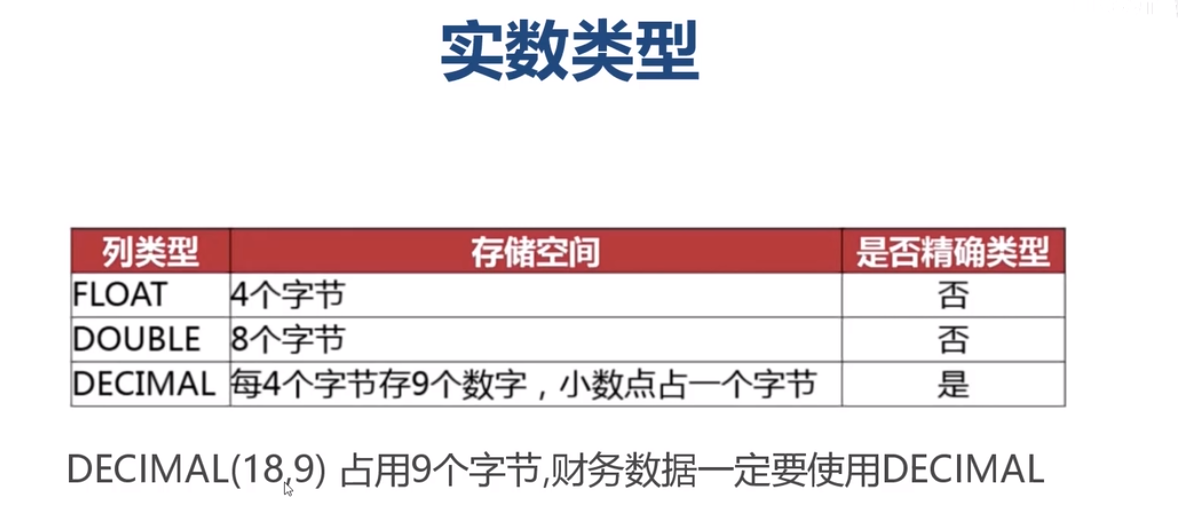 实数类型
列类型 存储空间 是否精确类型
FLOAT 4个字节 否
DOUBLE 8个字节 否
DECIMAL 每4个字节存9个数字，小数点占一个字节 是
DECIMAL(18,9) 占用9个字节,财务数据一定要使用DECIMAL